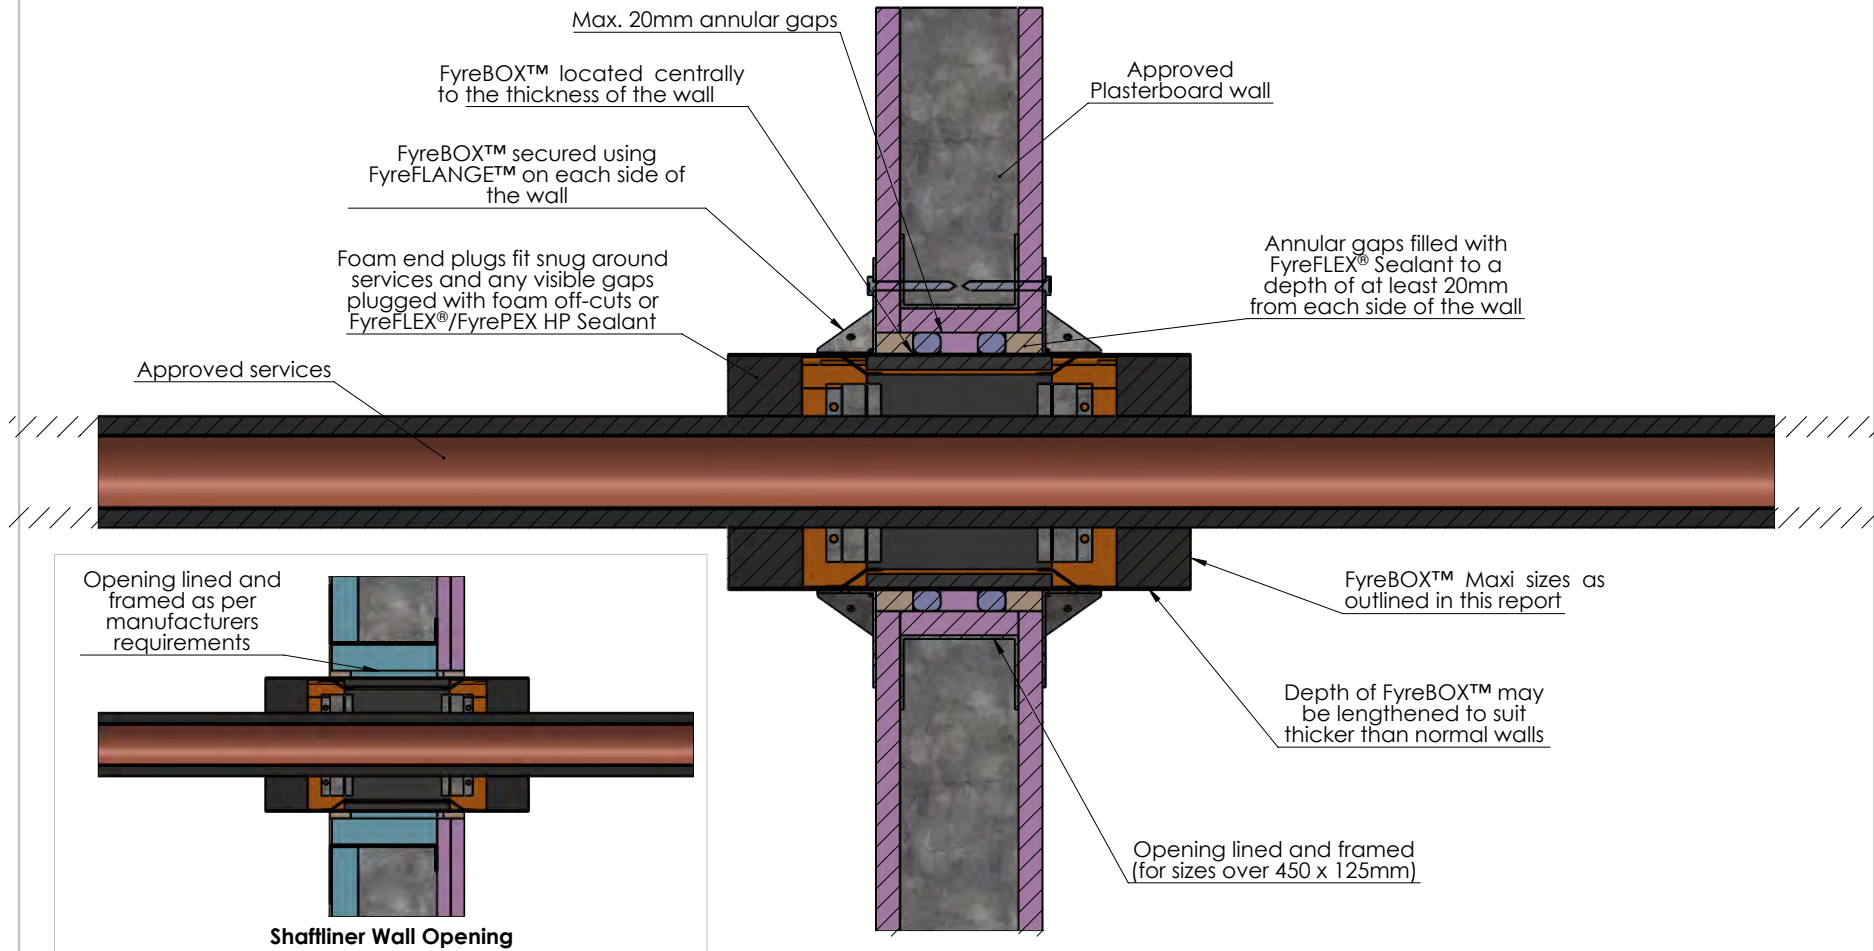 Max. 20mm annular gaps
FyreBOX™ located centrally
to the thickness of the wall
Approved
Plasterboard wall
FyreBOX™ secured using
FyreFLANGE™ on each side of
the wall
Foam end plugs fit snug around
services and any visible gaps
plugged with foam off-cuts or
FyreFLEX®/FyrePEX HP Sealant
Annular gaps filled with
FyreFLEX® Sealant to a
depth of at least 20mm
from each side of the wall
Approved services
Opening lined and
framed as per
manufacturers
requirements
FyreBOX™ Maxi sizes as
outlined in this report
Depth of FyreBOX™ may
be lengthened to suit
thicker than normal walls
Opening lined and framed
(for sizes over 450 x 125mm)
Shaftliner Wall Opening